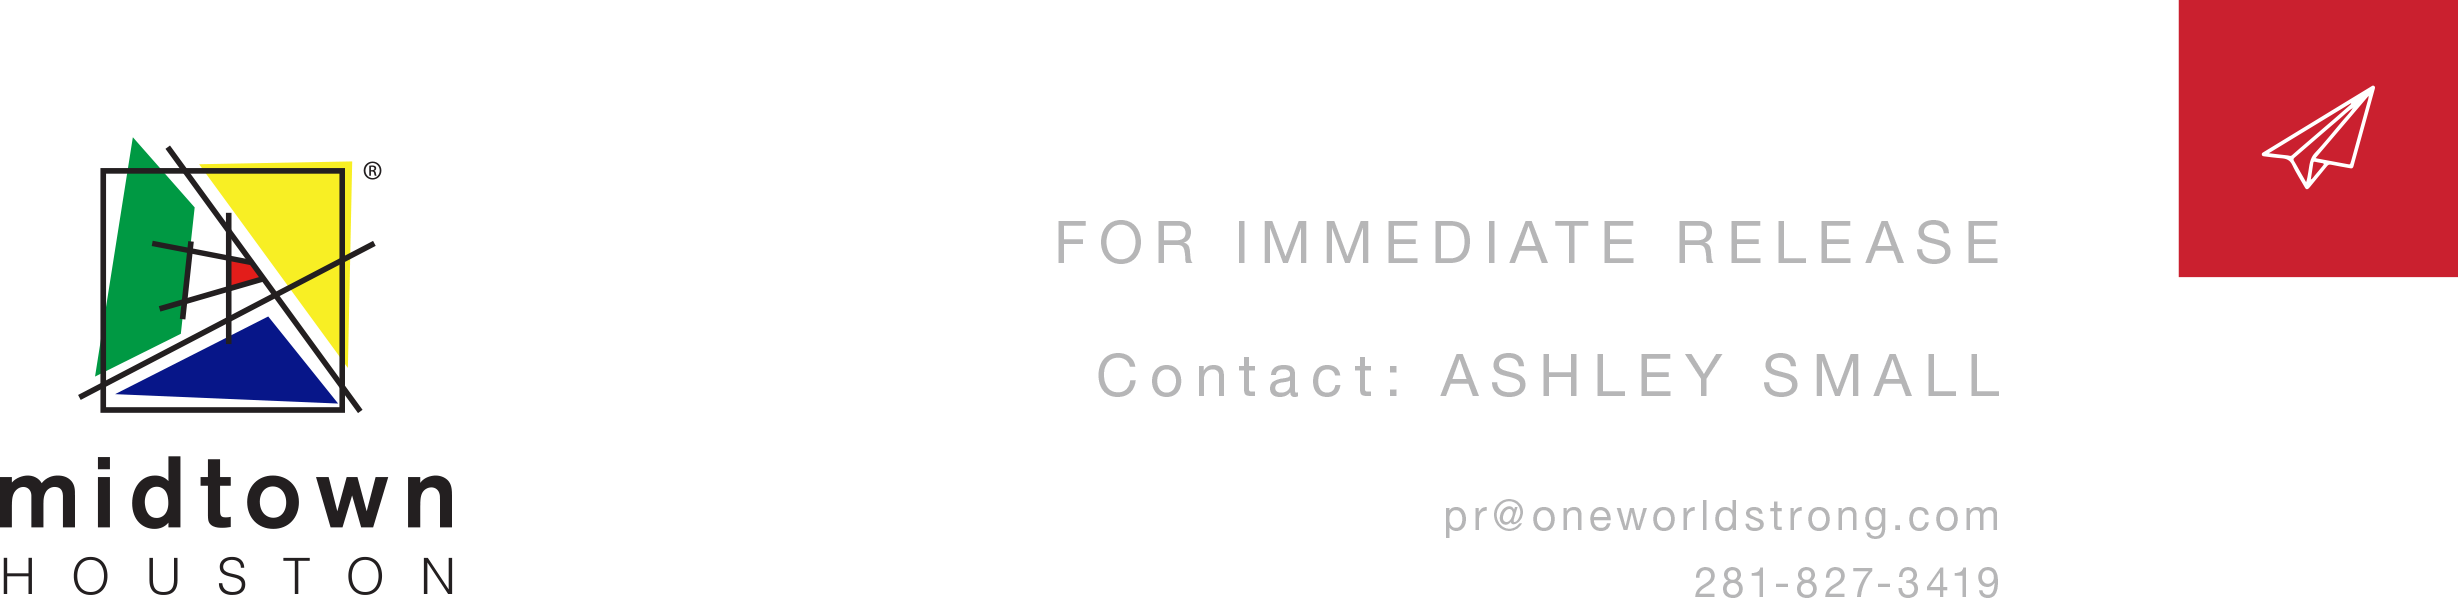 ®
midtown
HOUSTON
FOR IMMEDIATE RELEASE
Contact: ASHLEY SMALL
pr@oneworldstrong.com
281-827-3419